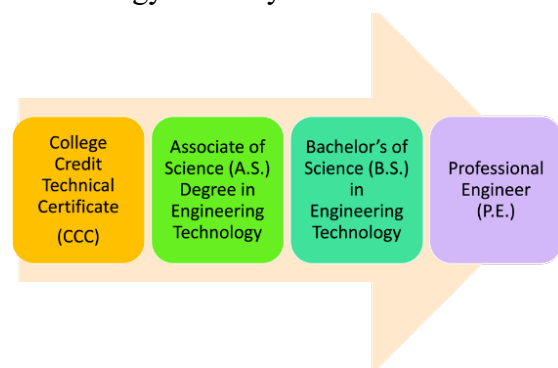 College
Credit
Technical
Certificate
(CCC)
Associate of
Science (A.S.)
Degree in
Engineering
Technology
Bachelor's of
Science (B.S.)
in
Engineering
Technology
Professional
Engineer
(P.E.)